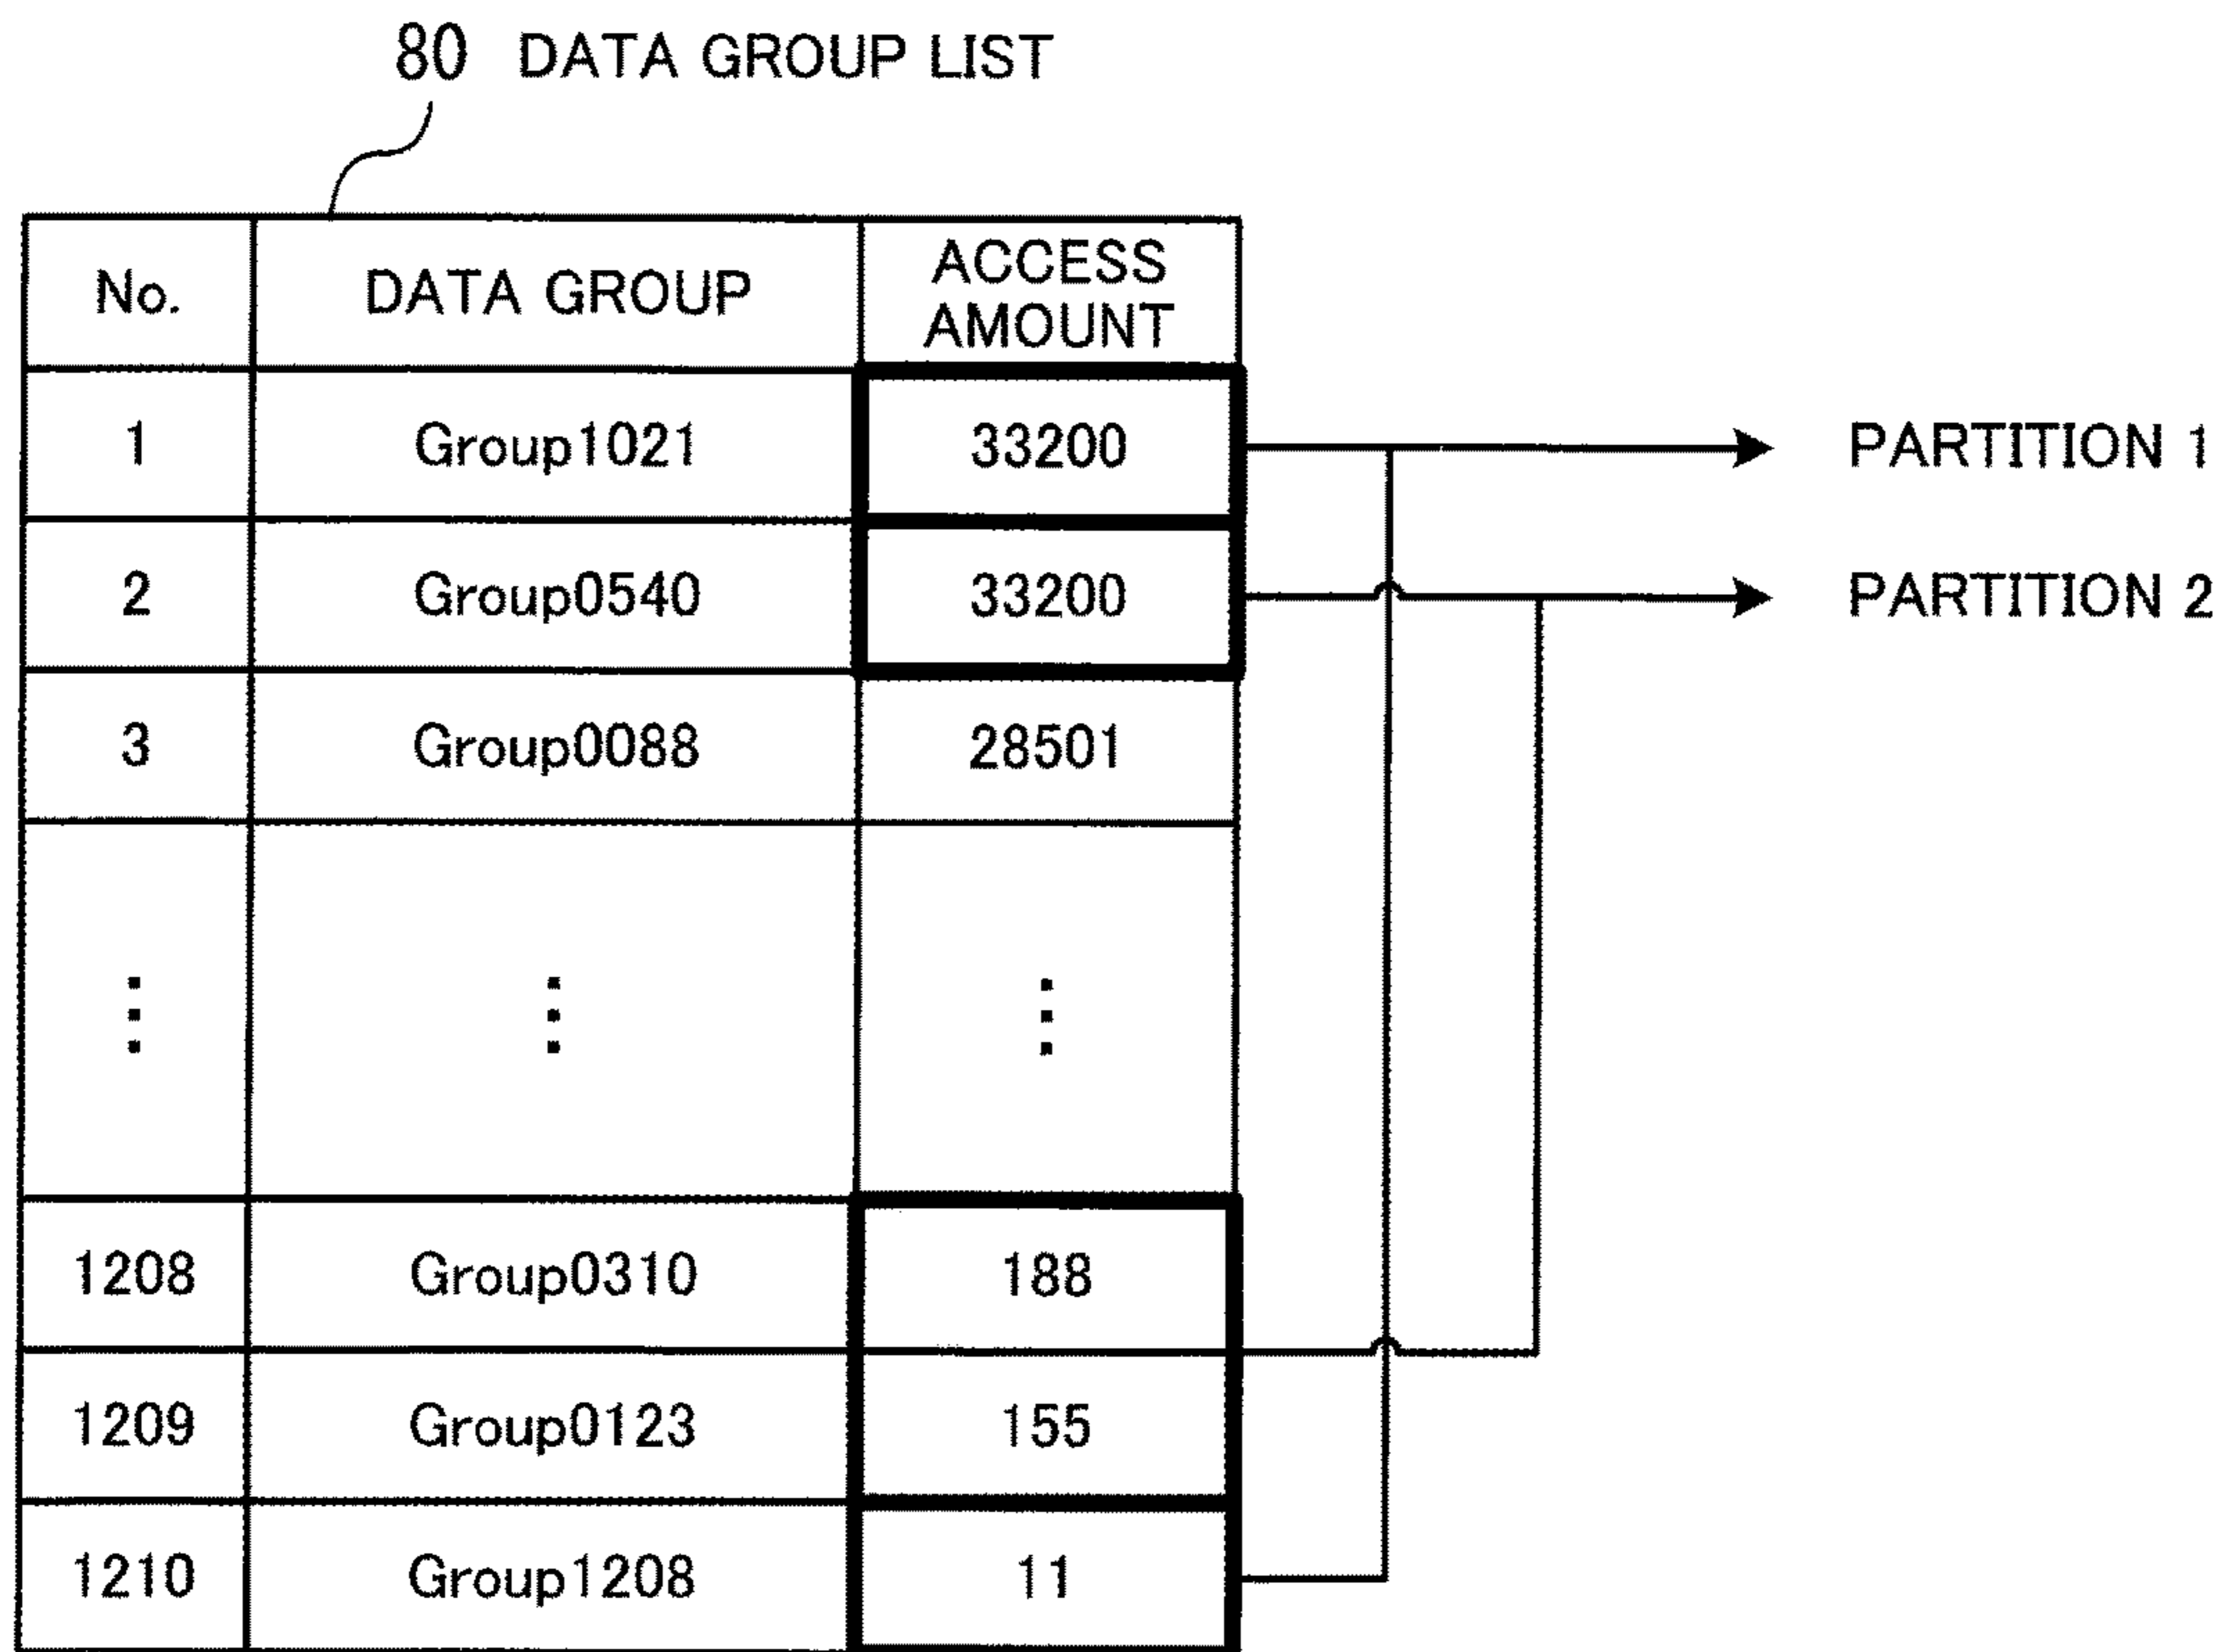 80 DATA GROUP LIST
No. DATA GROUP ACCESS AMOUNT
1 Group1021 33200 PARTITION 1
2 Group0540 33200 PARTITION 2
3 Group0088 28501
⋮ ⋮ ⋮
1208 Group0310 188
1209 Group0123 155
1210 Group1208 11